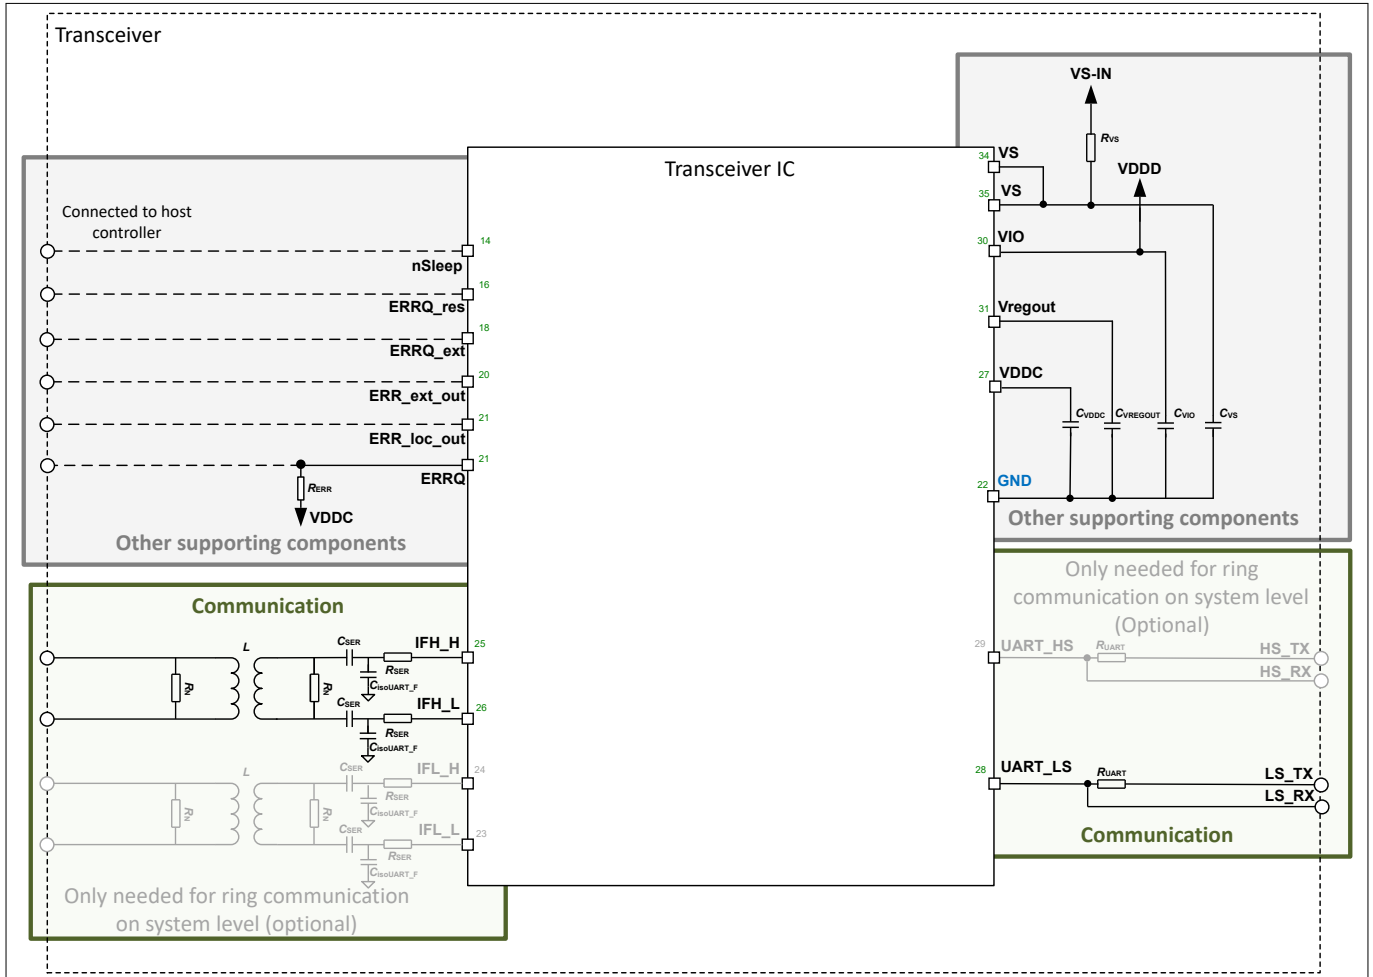 Transceiver
VS-IN
RVS
34
VS
Transceiver IC
VDDD
35
VS
Connected to host
controller
14
nSleep
30
VIO
16
ERRQ_res
31
Vregout
18
ERRQ_ext
20
ERR_ext_out
27
VDDC
21
ERR_loc_out
CVDDC
CVREGOUT
CVIO
CVS
21
ERRQ
RERR
VDDC
22
GND
Other supporting components
Other supporting components
Communication
Only needed for ring
communication on system level
(Optional)
L
CSER
IFH_H
25
RSER
CisoUART_F
RN
RN
29
UART_HS
RUART
HS_TX
HS_RX
CSER
IFH_L
26
RSER
CisoUART_F
L
CSER
IFL_H
24
RSER
CisoUART_F
RN
RN
28
UART_LS
RUART
LS_TX
LS_RX
CSER
IFL_L
23
RSER
CisoUART_F
Communication
Only needed for ring communication
on system level (optional)